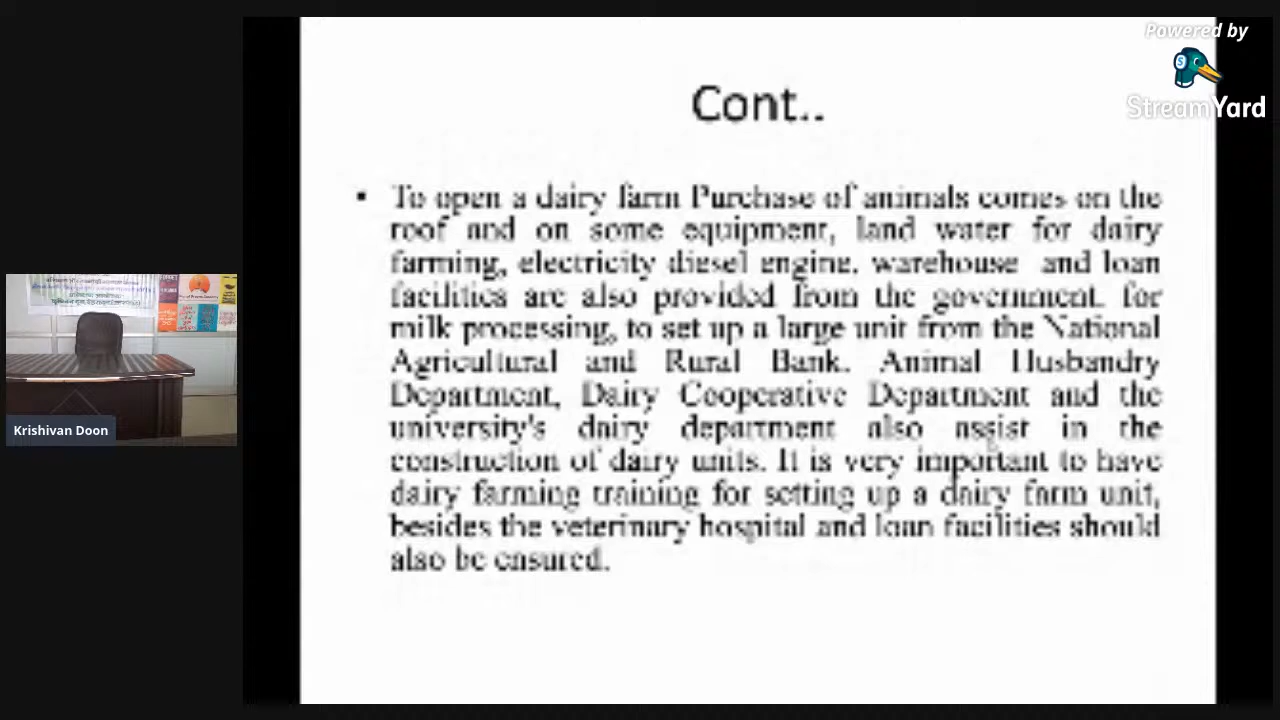 Powered by
StreamYard
Cont..
▪ To open a dairy farm Purchase of animals comes on the
roof and on some equipment, land water for dairy
farming, electricity diesel engine, warehouse and loan
facilities are also provided from the government. for
milk processing, to set up a large unit from the National
Agricultural and Rural Bank. Animal Husbandry
Department, Dairy Cooperative Department and the
university's dairy department also assist in the
construction of dairy units. It is very important to have
dairy farming training for setting up a dairy farm unit,
besides the veterinary hospital and loan facilities should
also be ensured.
Krishivan Doon